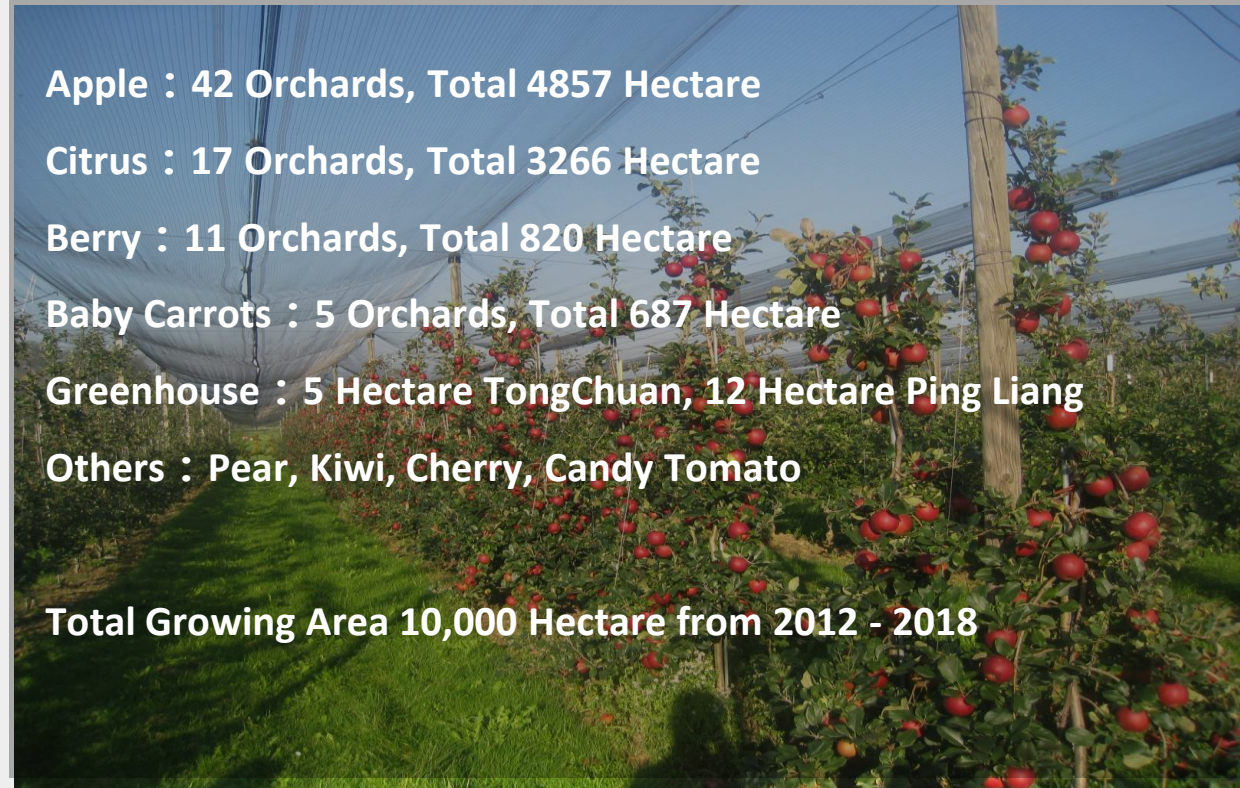 Apple：42 Orchards, Total 4857 Hectare
Citrus：17 Orchards, Total 3266 Hectare
Berry：11 Orchards, Total 820 Hectare
Baby Carrots：5 Orchards, Total 687 Hectare
Greenhouse：5 Hectare TongChuan, 12 Hectare Ping Liang
Others：Pear, Kiwi, Cherry, Candy Tomato
Total Growing Area 10,000 Hectare from 2012 - 2018